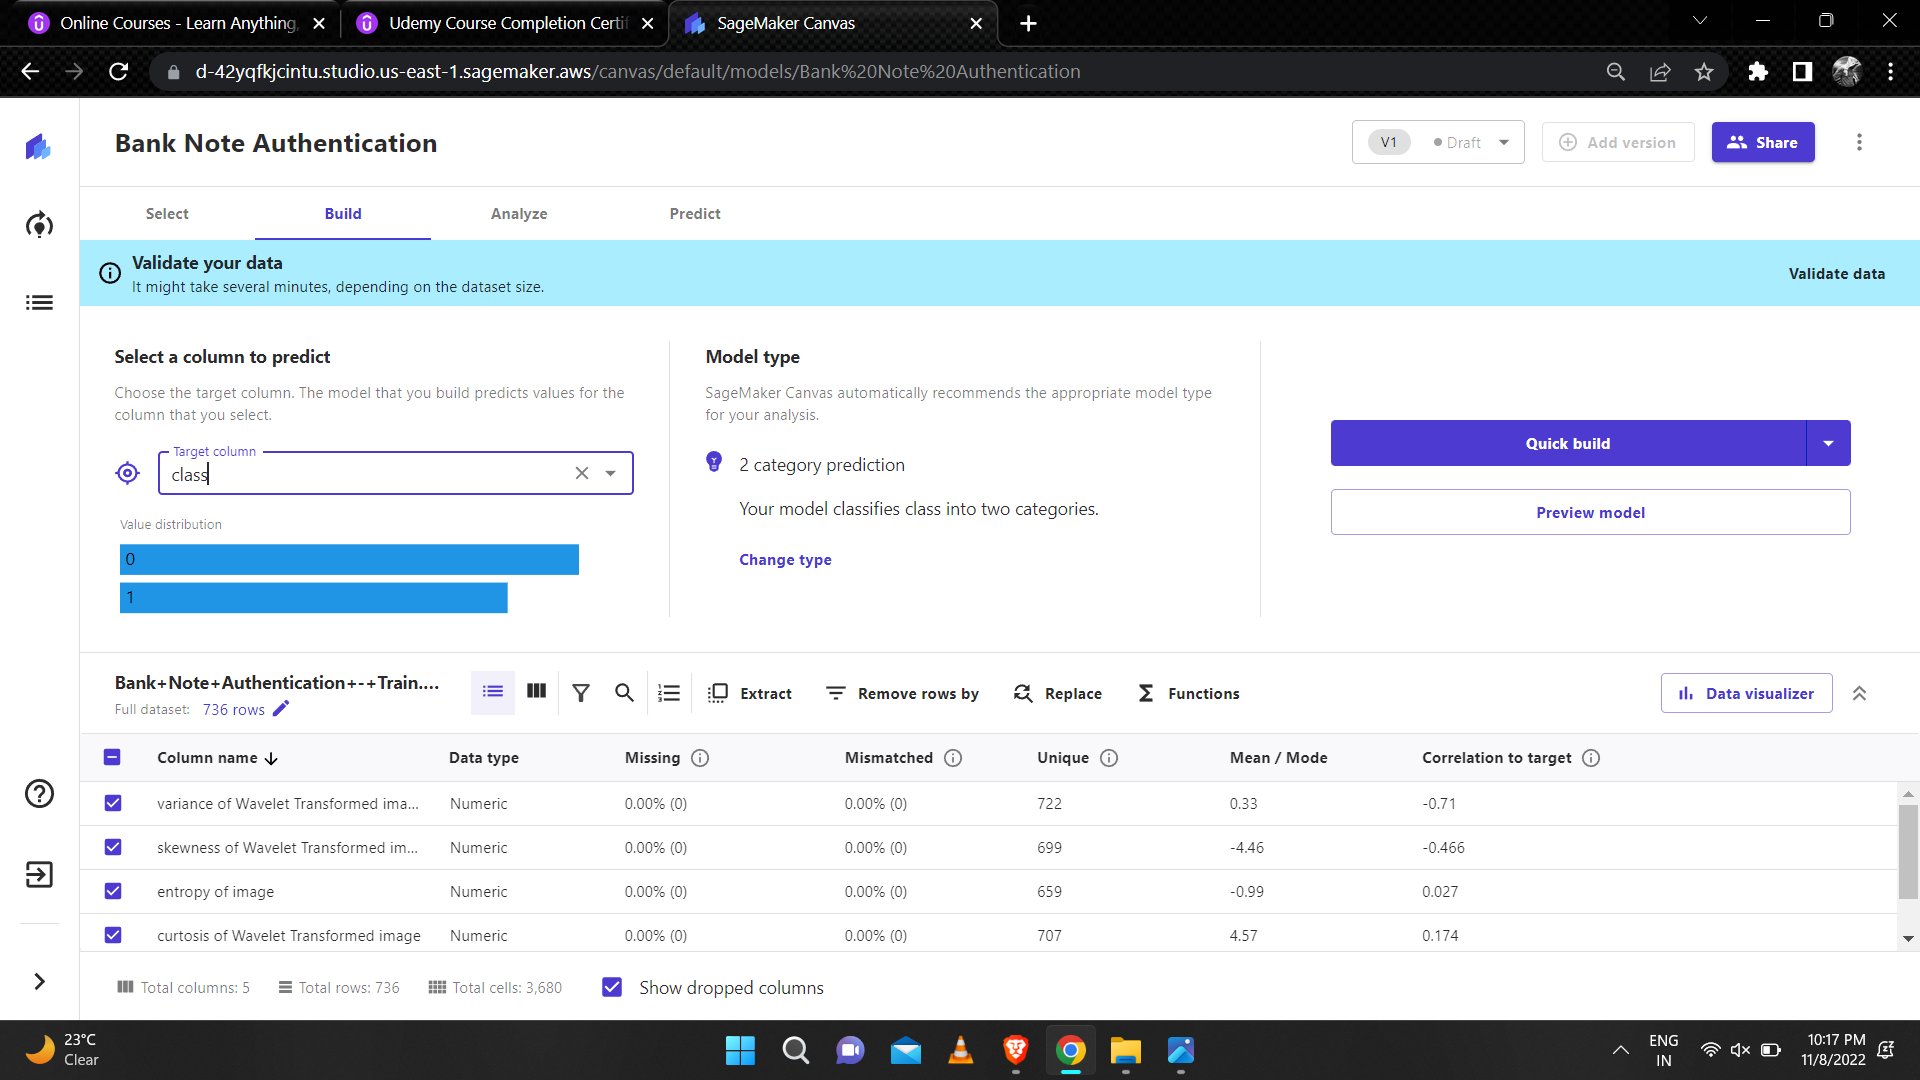 Online Courses - Learn Anything,
Udemy Course Completion Certif
SageMaker Canvas
d-42yqfkjcintu.studio.us-east-1.sagemaker.aws/canvas/default/models/Bank%20Note%20Authentication
Bank Note Authentication
V1
Draft
Add version
Share
Select
Build
Analyze
Predict
Validate your data
It might take several minutes, depending on the dataset size.
Validate data
Select a column to predict
Choose the target column. The model that you build predicts values for the
column that you select.
Target column
class
Value distribution
0
1
Model type
SageMaker Canvas automatically recommends the appropriate model type
for your analysis.
2 category prediction
Your model classifies class into two categories.
Change type
Quick build
Preview model
Bank+Note+Authentication+-+Train....
Full dataset: 736 rows
Extract
Remove rows by
Replace
Functions
Data visualizer
Column name Data type Missing Mismatched Unique Mean / Mode Correlation to target
variance of Wavelet Transformed ima... Numeric 0.00% (0) 0.00% (0) 722 0.33 -0.71
skewness of Wavelet Transformed im... Numeric 0.00% (0) 0.00% (0) 699 -4.46 -0.466
entropy of image Numeric 0.00% (0) 0.00% (0) 659 -0.99 0.027
curtosis of Wavelet Transformed image Numeric 0.00% (0) 0.00% (0) 707 4.57 0.174
Total columns: 5 Total rows: 736 Total cells: 3,680 Show dropped columns
23°C
Clear
ENG
IN
10:17 PM
11/8/2022